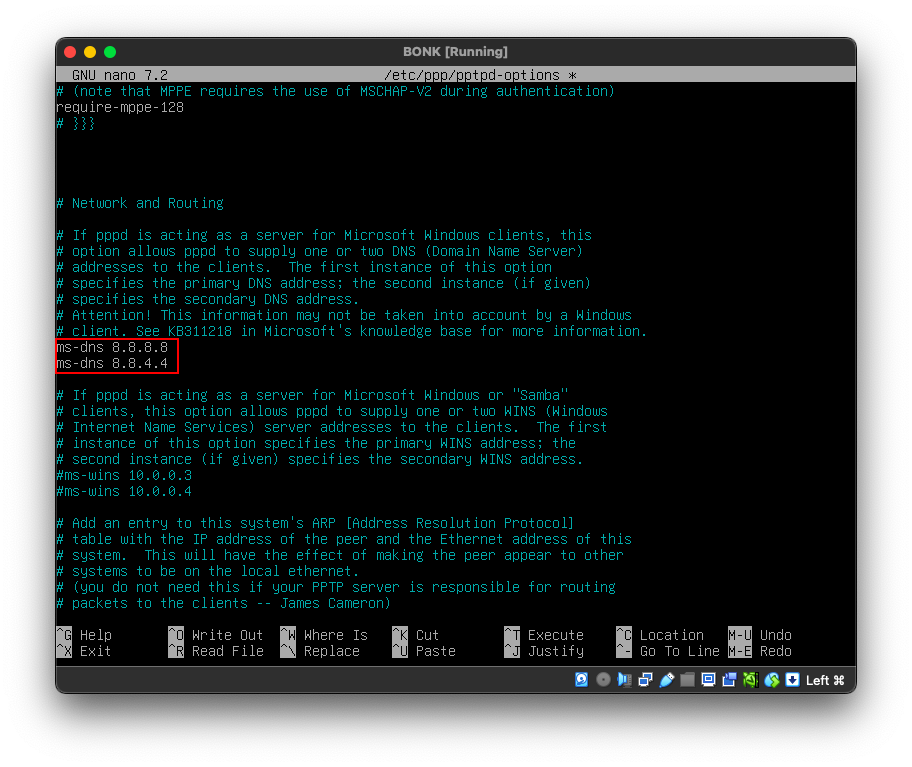 BONK [Running]
GNU nano 7.2 /etc/ppp/pptpd-options *
# (note that MPPE requires the use of MSCHAP-V2 during authentication)
require-mppe-128
# }}}
# Network and Routing
# If pppd is acting as a server for Microsoft Windows clients, this
# option allows pppd to supply one or two DNS (Domain Name Server)
# addresses to the clients.  The first instance of this option
# specifies the primary DNS address; the second instance (if given)
# specifies the secondary DNS address.
# Attention! This information may not be taken into account by a Windows
# client. See KB311218 in Microsoft's knowledge base for more information.
ms-dns 8.8.8.8
ms-dns 8.8.4.4
# If pppd is acting as a server for Microsoft Windows or "Samba"
# clients, this option allows pppd to supply one or two WINS (Windows
# Internet Name Services) server addresses to the clients.  The first
# instance of this option specifies the primary WINS address; the
# second instance (if given) specifies the secondary WINS address.
#ms-wins 10.0.0.3
#ms-wins 10.0.0.4
# Add an entry to this system's ARP [Address Resolution Protocol]
# table with the IP address of the peer and the Ethernet address of this
# system.  This will have the effect of making the peer appear to other
# systems to be on the local ethernet.
# (you do not need this if your PPTP server is responsible for routing
# packets to the clients -- James Cameron)
^G Help ^O Write Out ^W Where Is ^K Cut ^T Execute ^C Location M-U Undo
^X Exit ^R Read File ^\ Replace ^U Paste ^J Justify ^- Go To Line M-E Redo
Left ⌘